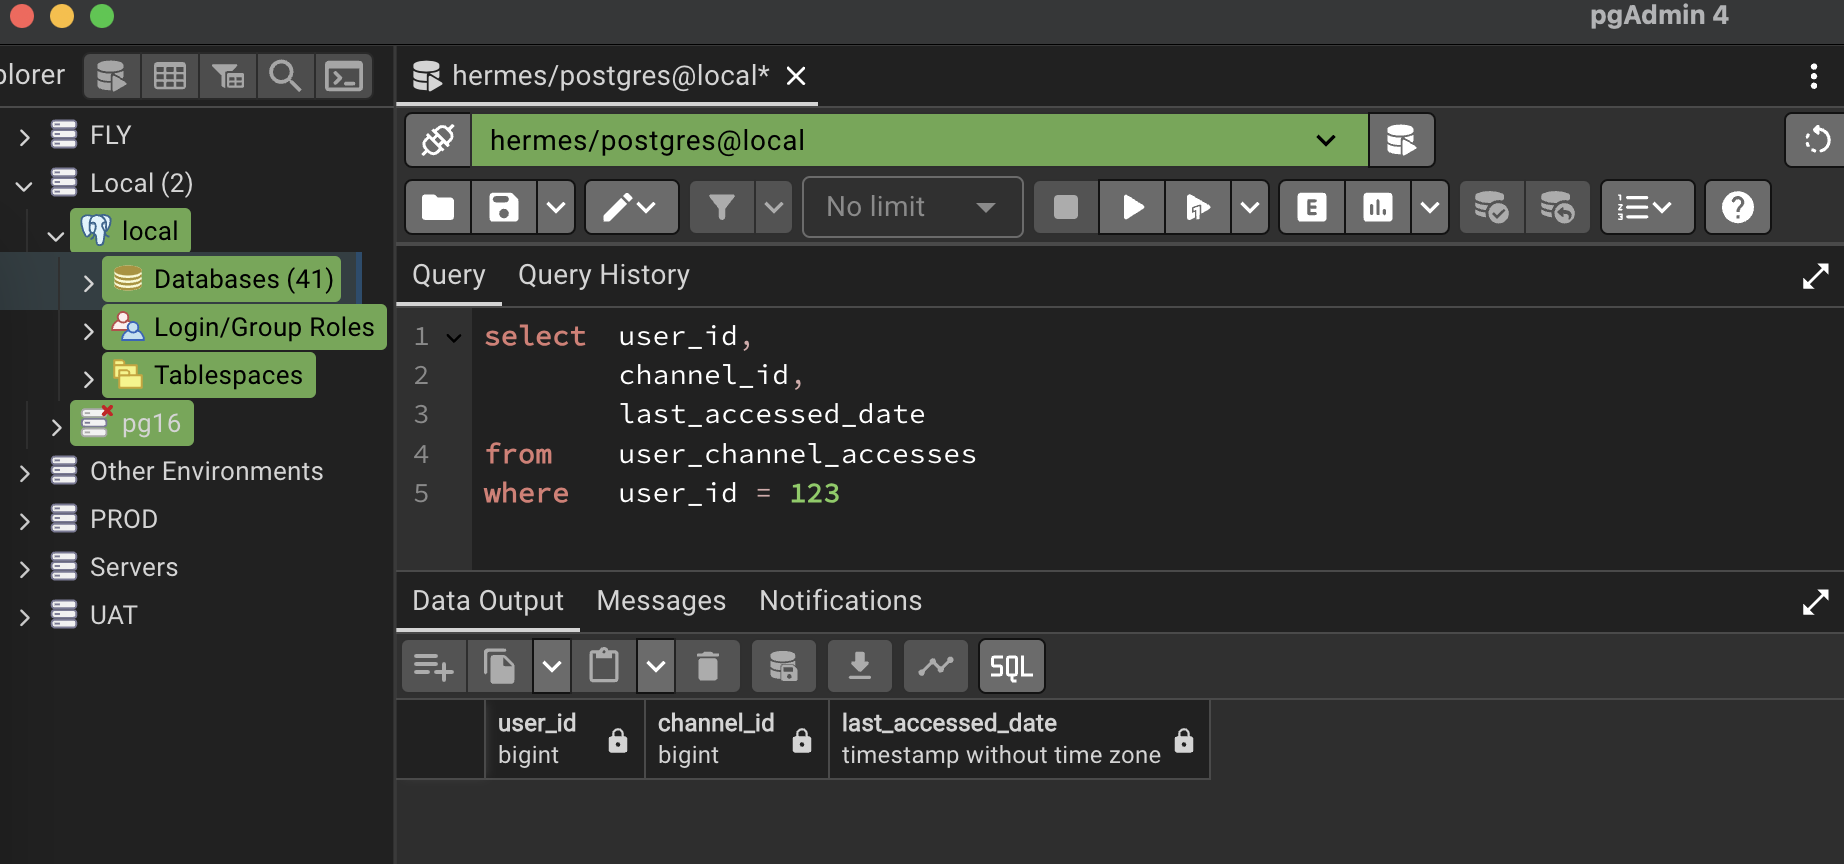 pgAdmin 4
plorer
hermes/postgres@local*
FLY
Local (2)
local
Databases (41)
Login/Group Roles
Tablespaces
pg16
Other Environments
PROD
Servers
UAT
hermes/postgres@local
No limit
E
Query Query History
1 select user_id,
2 channel_id,
3 last_accessed_date
4 from user_channel_accesses
5 where user_id = 123
Data Output Messages Notifications
SQL
user_id channel_id last_accessed_date
bigint bigint timestamp without time zone